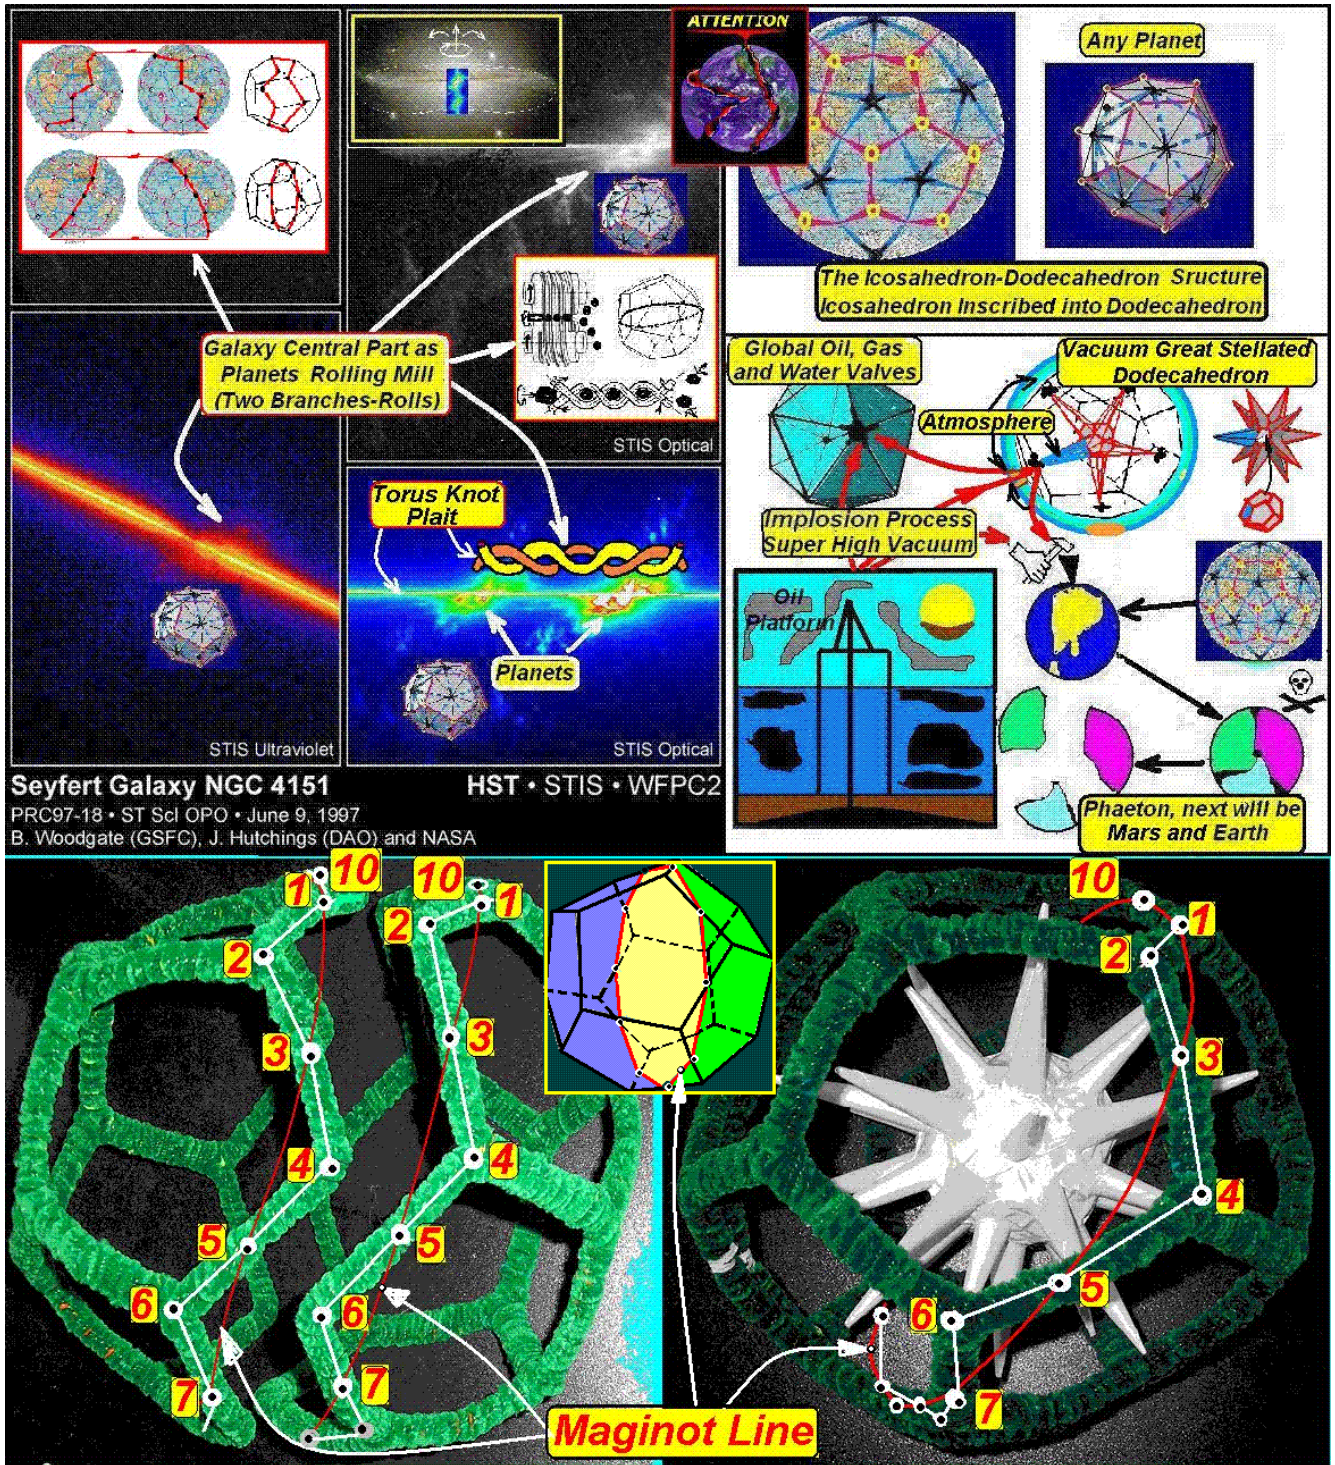 ATTENTION
Any Planet
The Icosahedron-Dodecahedron Sructure
Icosahedron Inscribed into Dodecahedron
Galaxy Central Part as
Planets Rolling Mill
(Two Branches-Rolls)
STIS Optical
Global Oil, Gas
and Water Valves
Vacuum Great Stellated
Dodecahedron
Atmosphere
Implosion Process
Super High Vacuum
Torus Knot
Plait
Planets
Oil
Platform
STIS Ultraviolet
STIS Optical
Phaeton, next will be
Mars and Earth
Seyfert Galaxy NGC 4151
HST • STIS • WFPC2
PRC97-18 • ST ScI OPO • June 9, 1997
B. Woodgate (GSFC), J. Hutchings (DAO) and NASA
1
10
2
3
4
5
6
7
10
1
2
3
4
5
6
7
10
1
2
3
4
5
6
7
Maginot Line